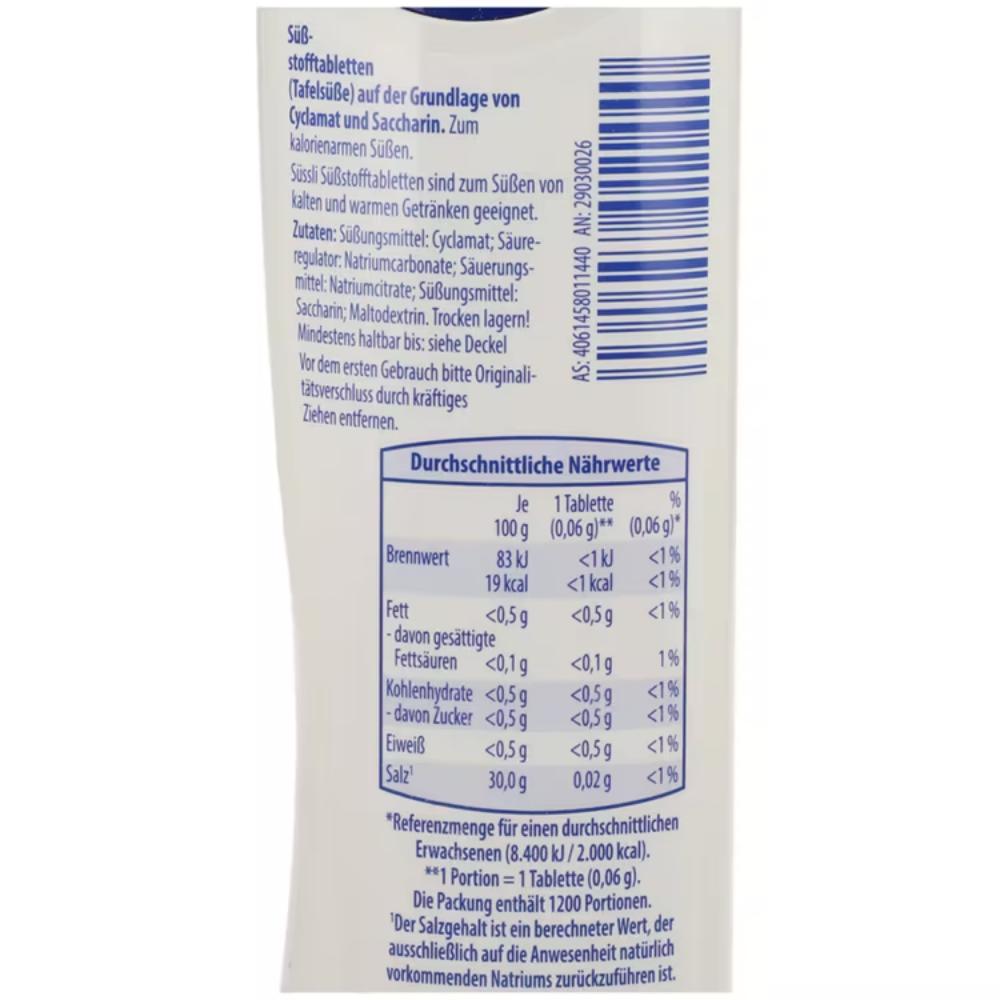 Süß-
stofftabletten
(Tafelsüße) auf der Grundlage von
Cyclamat und Saccharin. Zum
kalorienarmen Süßen.
Süssli Süßstofftabletten sind zum Süßen von
kalten und warmen Getränken geeignet.
Zutaten: Süßungsmittel: Cyclamat; Säure-
regulator: Natriumcarbonate; Säuerungs-
mittel: Natriumcitrate; Süßungsmittel:
Saccharin; Maltodextrin. Trocken lagern!
Mindestens haltbar bis: siehe Deckel
Vor dem ersten Gebrauch bitte Originali-
tätsverschluss durch kräftiges
Ziehen entfernen.
AS: 4061458011440 AN: 29030026
Durchschnittliche Nährwerte
Je 1 Tablette %
100 g (0,06 g)** (0,06 g)*
Brennwert 83 kJ <1 kJ <1 %
19 kcal <1 kcal <1 %
Fett <0,5 g <0,5 g <1 %
- davon gesättigte
Fettsäuren <0,1 g <0,1 g 1 %
Kohlenhydrate <0,5 g <0,5 g <1 %
- davon Zucker <0,5 g <0,5 g <1 %
Eiweiß <0,5 g <0,5 g <1 %
Salz¹ 30,0 g 0,02 g <1 %
*Referenzmenge für einen durchschnittlichen
Erwachsenen (8.400 kJ / 2.000 kcal).
**1 Portion = 1 Tablette (0,06 g).
Die Packung enthält 1200 Portionen.
¹Der Salzgehalt ist ein berechneter Wert, der
ausschließlich auf die Anwesenheit natürlich
vorkommenden Natriums zurückzuführen ist.